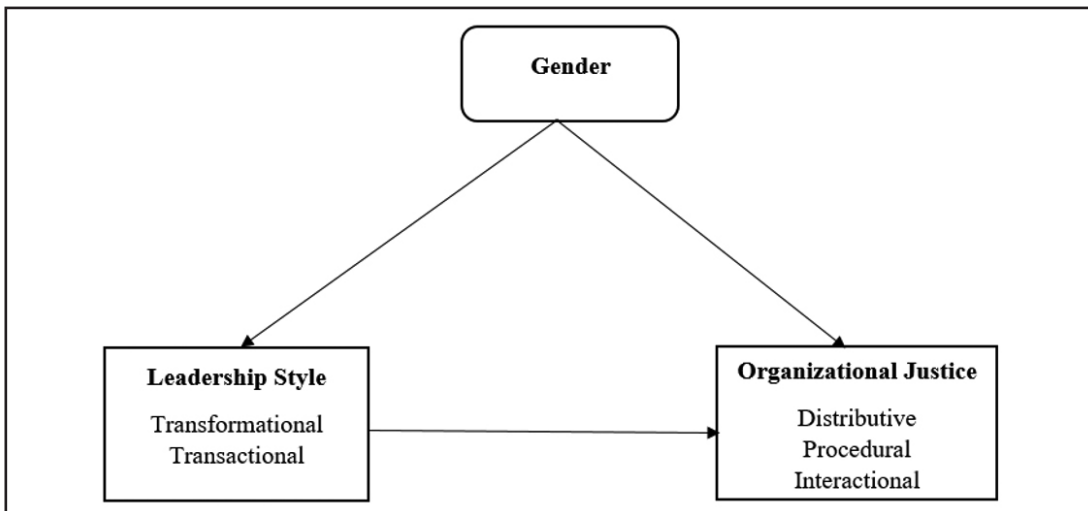 Gender
Leadership Style
Transformational
Transactional
Organizational Justice
Distributive
Procedural
Interactional